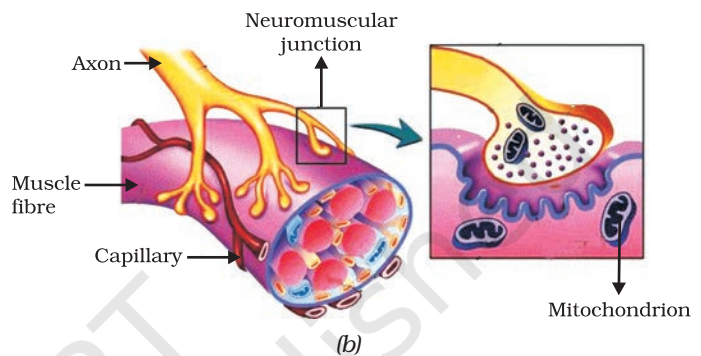 Neuromuscular
junction
Axon
Muscle
fibre
Capillary
Mitochondrion
(b)